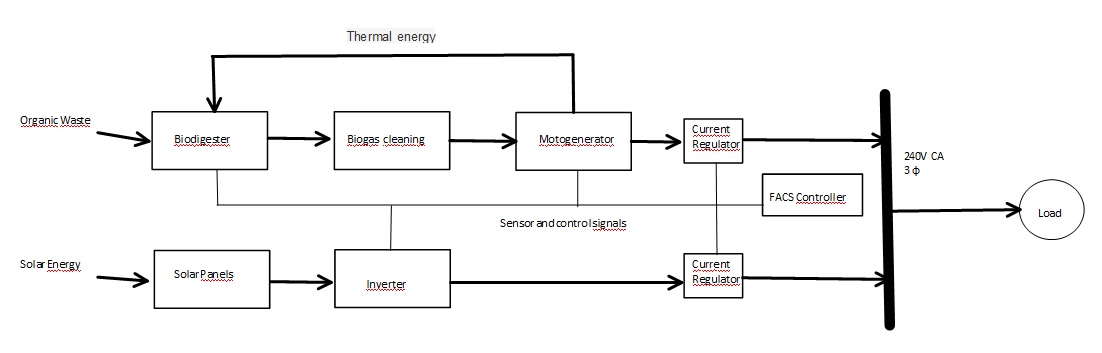 Thermal energy
Organic Waste
Biodigester
Biogas cleaning
Motogenerator
Current
Regulator
240V CA
3 ϕ
FACS Controller
Load
Sensor and control signals
Solar Energy
Solar Panels
Inverter
Current
Regulator